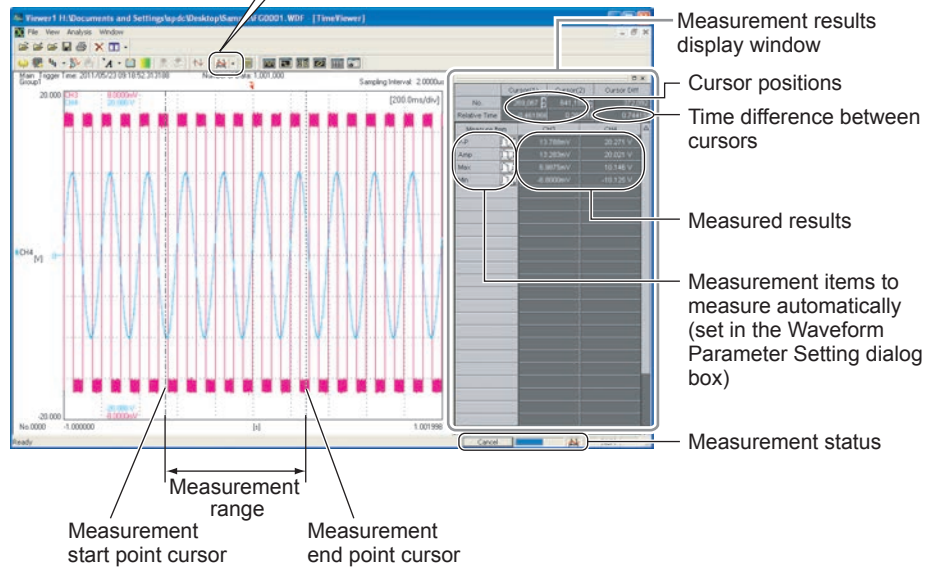 Viewer1 H:\Documents and Settings\apdc\Desktop\Sample FG0001.WDF - [TimeViewer]
File View Analysis Window
Main: Trigger Time: 2011/05/23 09:18:52.313188
Group1
Sampling Interval: 2.0000us
[200.0ms/div]
20.000
CH3 8.0000mV
CH4 20.000 V
CH4
[V]
20.000 V
-8.0000mV
-20.000
No.0000
-1.000000
[s]
1.001998
Ready
Cursor(1) Cursor(2) Cursor Diff
No.
Relative Time
Measure Item CH3 CH4
P-P 13.788mV 20.271 V
Amp 13.283mV 20.021 V
Max 6.9875mV 10.146 V
Min -6.8000mV -10.125 V
Cancel
Measurement results
display window
Cursor positions
Time difference between
cursors
Measured results
Measurement items to
measure automatically
(set in the Waveform
Parameter Setting dialog
box)
Measurement status
Measurement
range
Measurement
start point cursor
Measurement
end point cursor